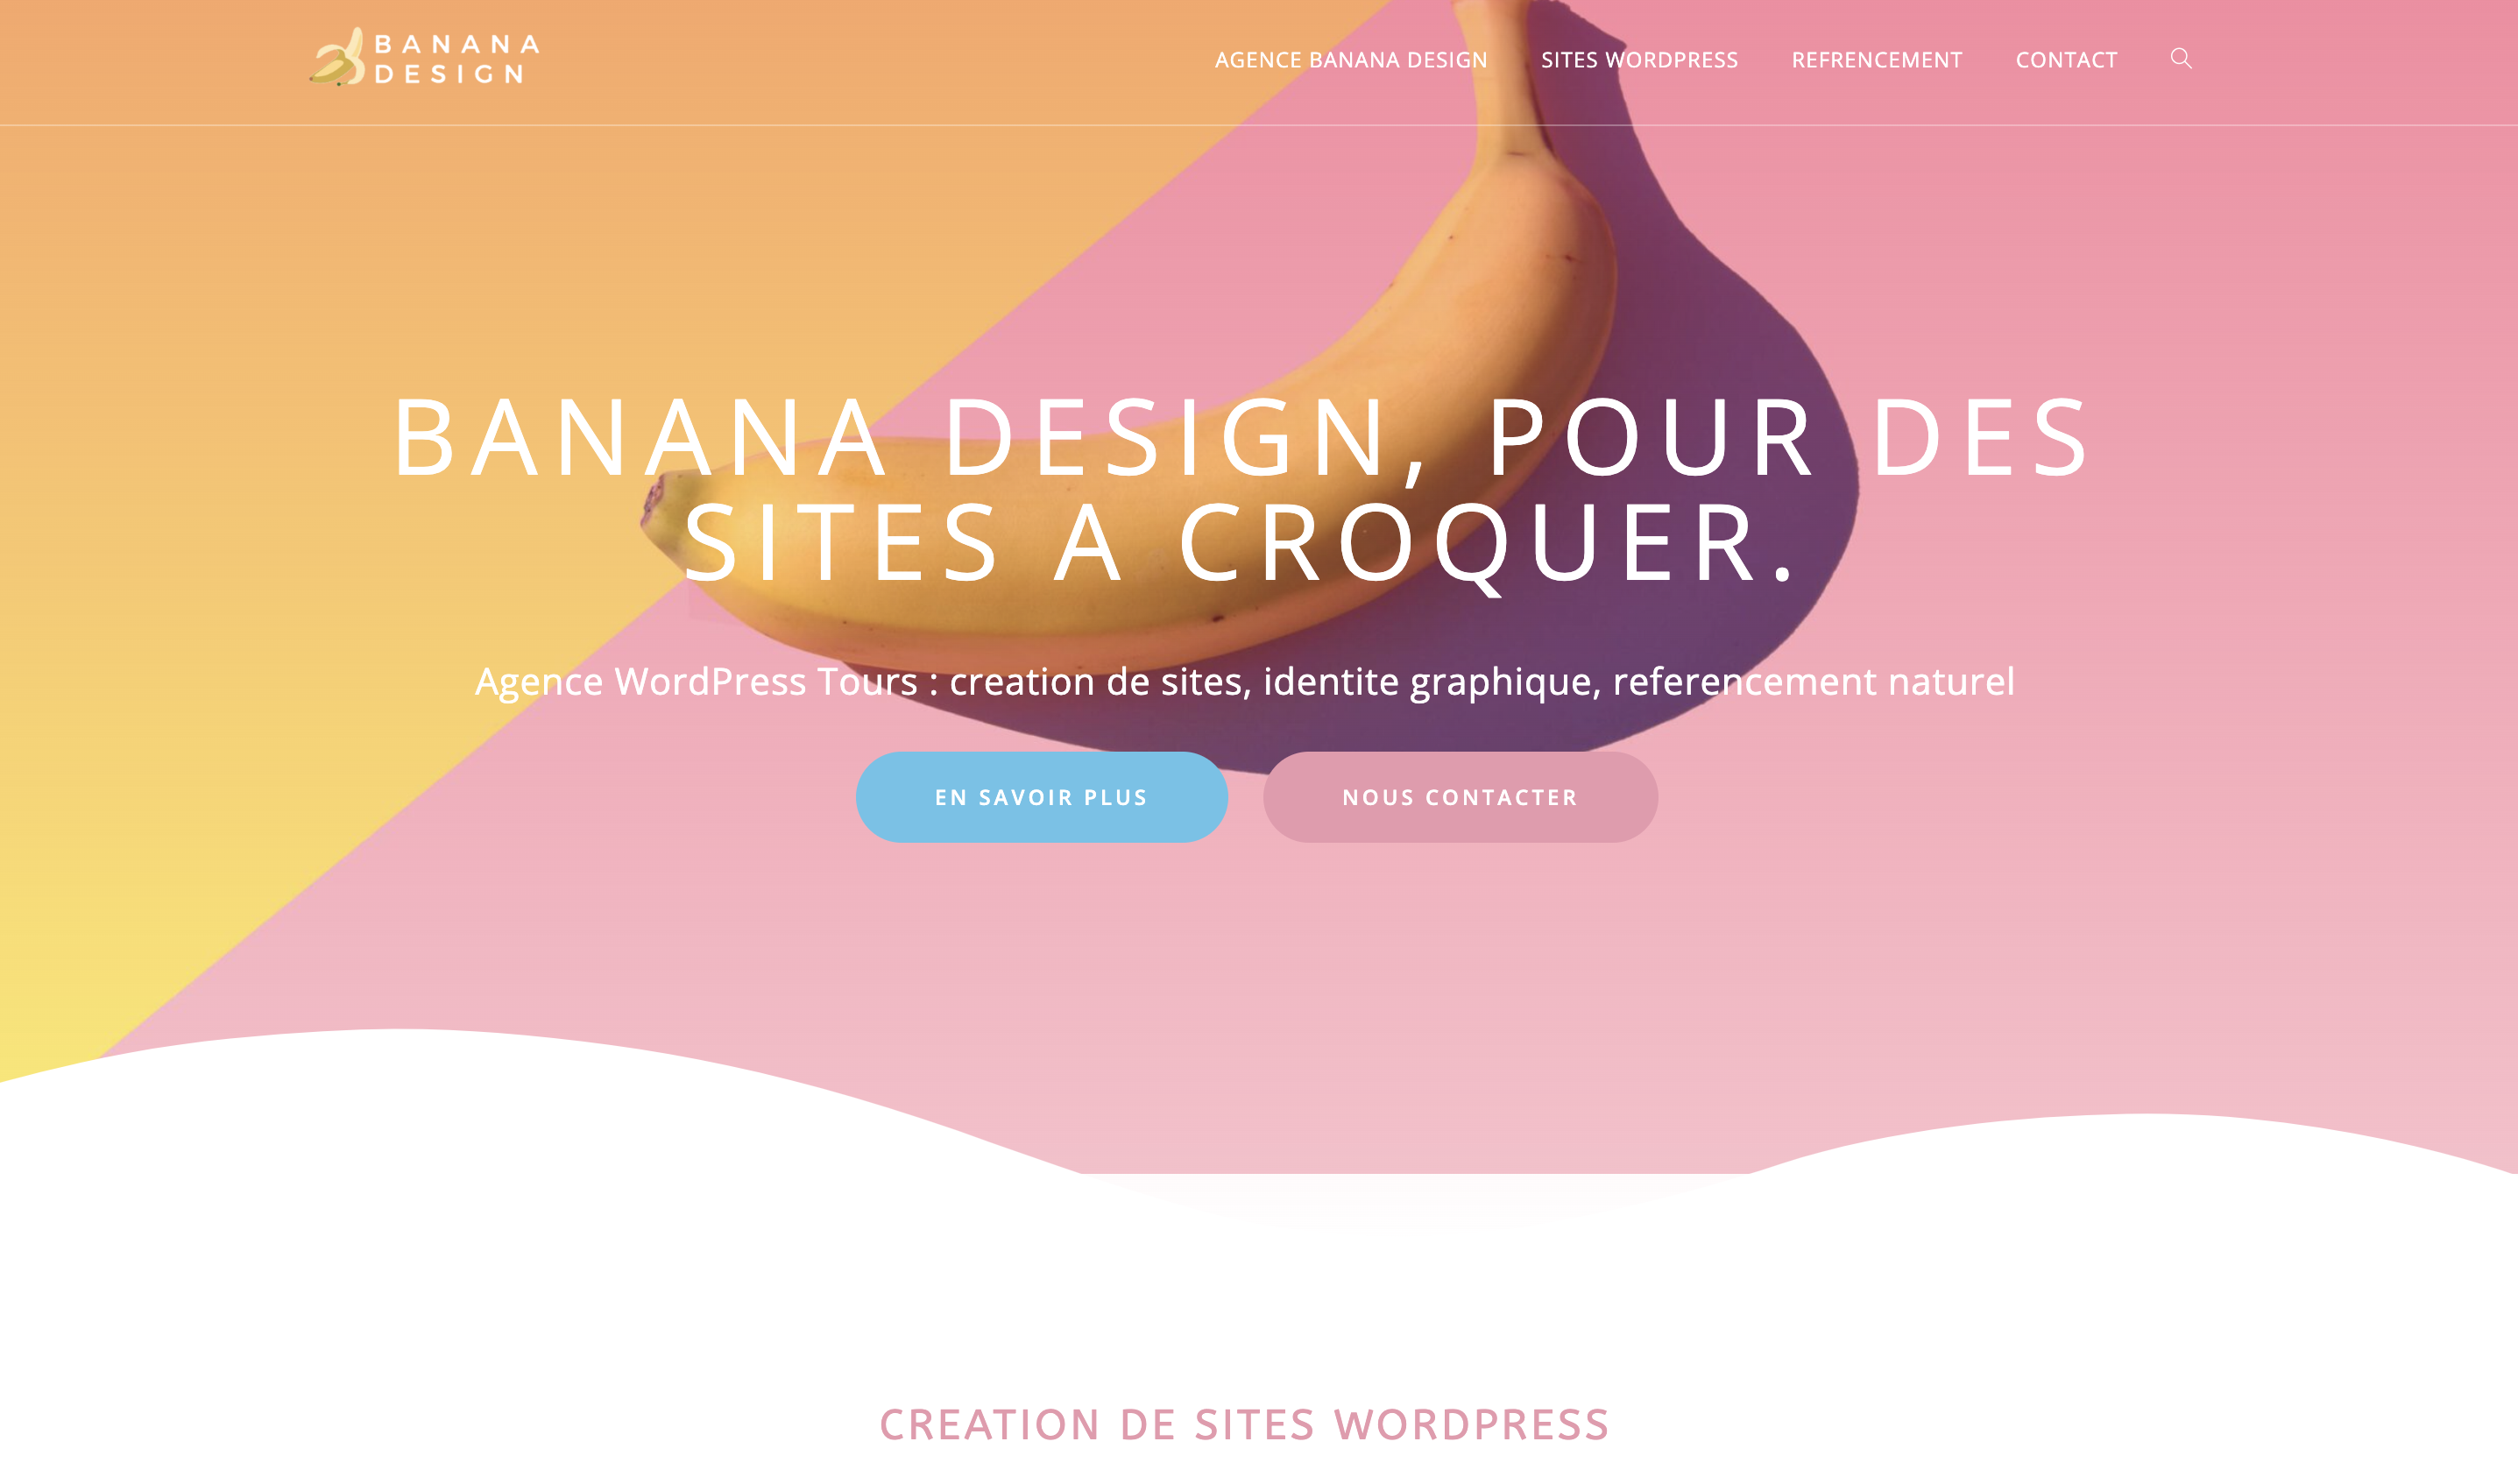 BANANA
DESIGN
AGENCE BANANA DESIGN SITES WORDPRESS REFRENCEMENT CONTACT
BANANA DESIGN, POUR DES
SITES A CROQUER.
Agence WordPress Tours : creation de sites, identite graphique, referencement naturel
EN SAVOIR PLUS NOUS CONTACTER
CREATION DE SITES WORDPRESS